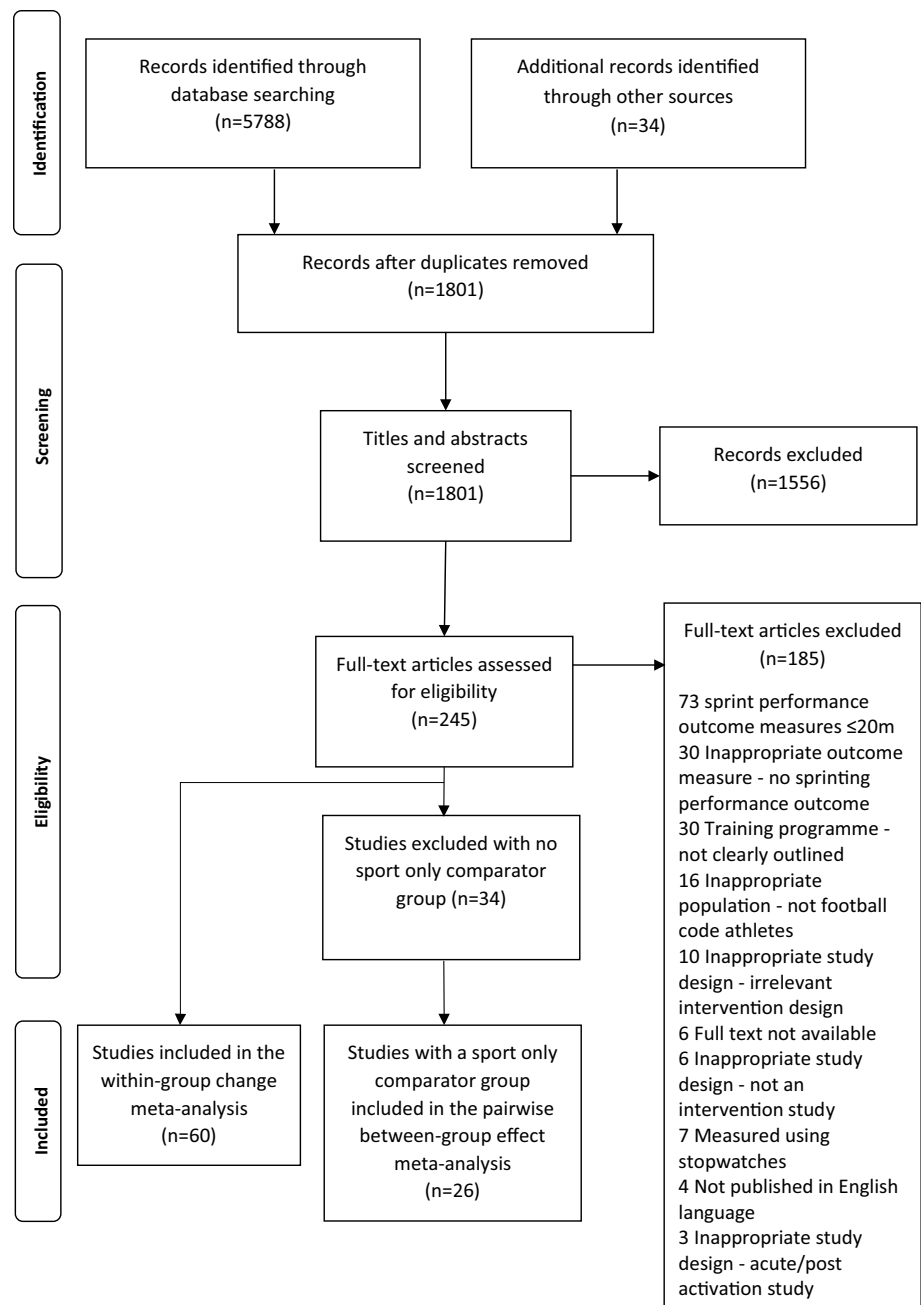 Identification
Records identified through
database searching
(n=5788)
Additional records identified
through other sources
(n=34)
Records after duplicates removed
(n=1801)
Screening
Titles and abstracts
screened
(n=1801)
Records excluded
(n=1556)
Eligibility
Full-text articles assessed
for eligibility
(n=245)
Full-text articles excluded
(n=185)
73 sprint performance
outcome measures ≤20m
30 Inappropriate outcome
measure - no sprinting
performance outcome
30 Training programme -
not clearly outlined
16 Inappropriate
population - not football
code athletes
10 Inappropriate study
design - irrelevant
intervention design
6 Full text not available
6 Inappropriate study
design - not an
intervention study
7 Measured using
stopwatches
4 Not published in English
language
3 Inappropriate study
design - acute/post
activation study
Studies excluded with no
sport only comparator
group (n=34)
Included
Studies included in the
within-group change
meta-analysis
(n=60)
Studies with a sport only
comparator group
included in the pairwise
between-group effect
meta-analysis
(n=26)